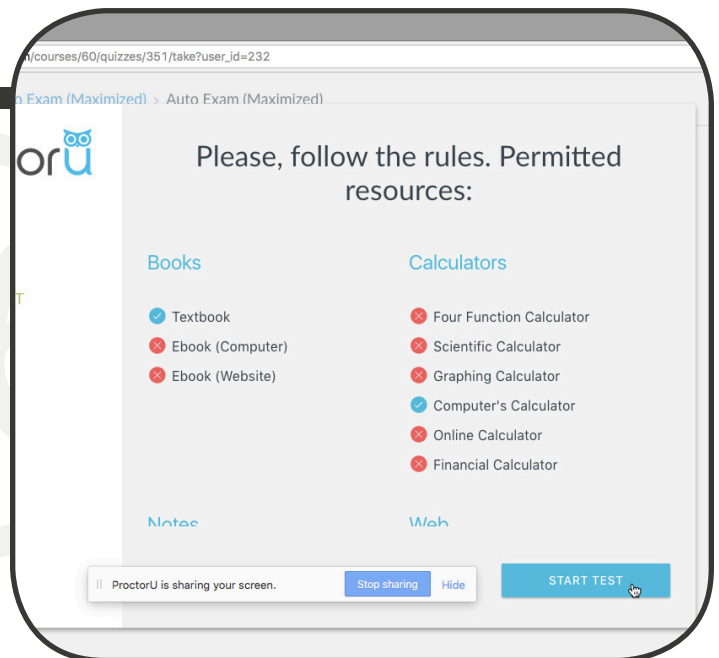 n/courses/60/quizzes/351/take?user_id=232
o Exam (Maximized) > Auto Exam (Maximized)
oru
Please, follow the rules. Permitted
resources:
Books
Textbook
Ebook (Computer)
Ebook (Website)
Calculators
Four Function Calculator
Scientific Calculator
Graphing Calculator
Computer's Calculator
Online Calculator
Financial Calculator
T
Notes
Web
ProctorU is sharing your screen.
Stop sharing
Hide
START TEST